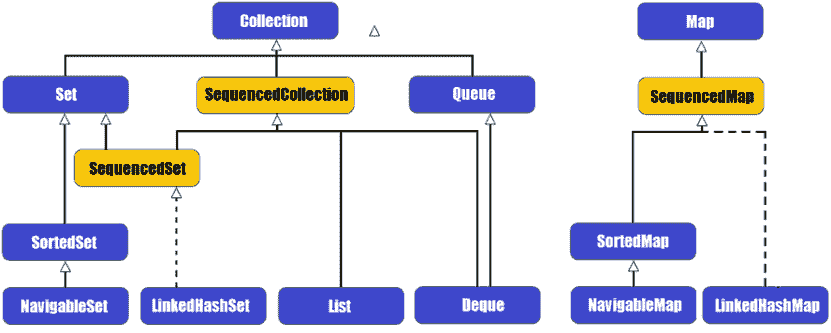 Collection
Map
Set
SequencedCollection
Queue
SequencedMap
SequencedSet
SortedSet
SortedMap
NavigableSet
LinkedHashSet
List
Deque
NavigableMap
LinkedHashMap